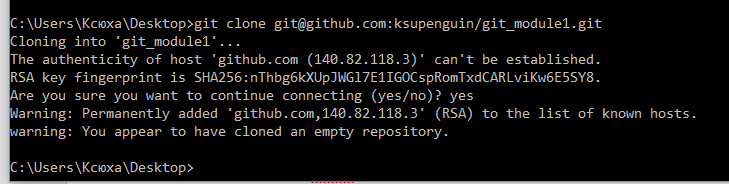 C:\Users\Ксюха\Desktop>git clone git@github.com:ksupenguin/git_module1.git
Cloning into 'git_module1'...
The authenticity of host 'github.com (140.82.118.3)' can't be established.
RSA key fingerprint is SHA256:nThbg6kXUpJWGl7E1IGOCspRomTxdCARLviKw6E5SY8.
Are you sure you want to continue connecting (yes/no)? yes
Warning: Permanently added 'github.com,140.82.118.3' (RSA) to the list of known hosts.
warning: You appear to have cloned an empty repository.
C:\Users\Ксюха\Desktop>